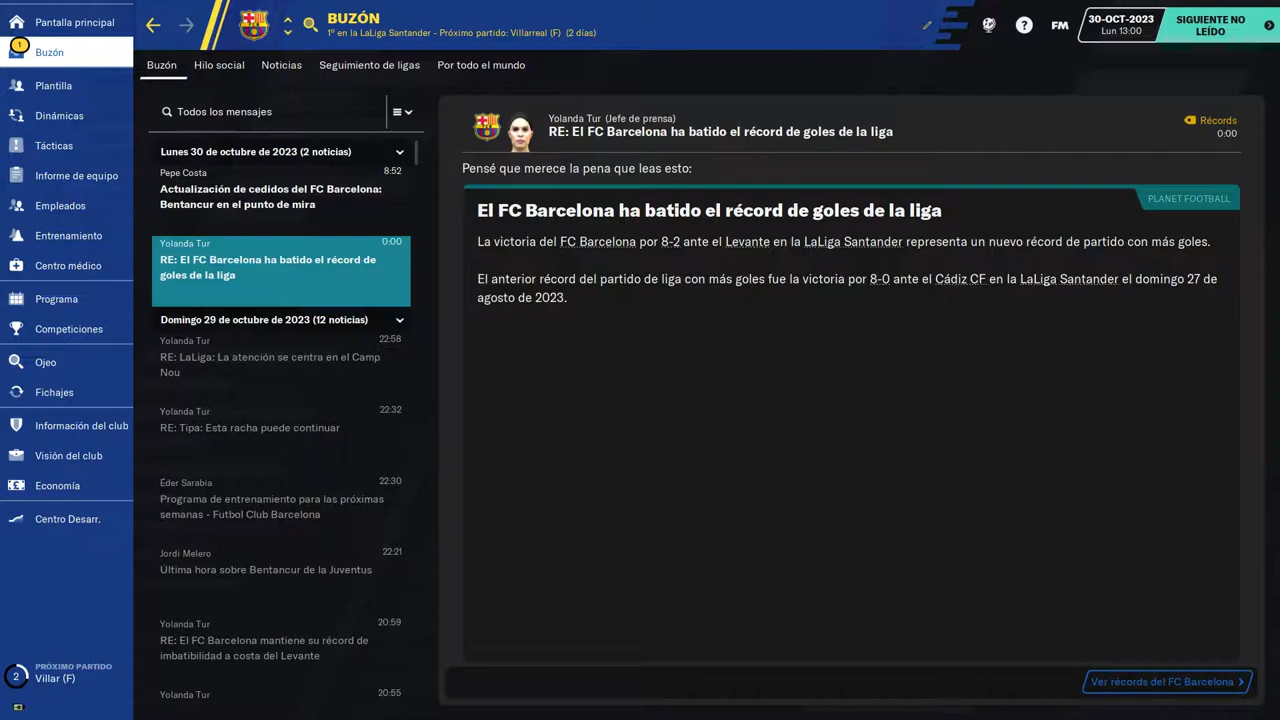 Pantalla principal
1
Buzón
Plantilla
Dinámicas
Tácticas
Informe de equipo
Empleados
Entrenamiento
Centro médico
Programa
Competiciones
Ojeo
Fichajes
Información del club
Visión del club
Economía
Centro Desarr.
2
PRÓXIMO PARTIDO
Villar (F)
BUZÓN
1º en la LaLiga Santander - Próximo partido: Villarreal (F) (2 días)
?
FM
30-OCT-2023
Lun 13:00
SIGUIENTE NO
LEÍDO
Buzón
Hilo social
Noticias
Seguimiento de ligas
Por todo el mundo
Todos los mensajes
Lunes 30 de octubre de 2023 (2 noticias)
Pepe Costa 8:52
Actualización de cedidos del FC Barcelona:
Bentancur en el punto de mira
Yolanda Tur 0:00
RE: El FC Barcelona ha batido el récord de
goles de la liga
Domingo 29 de octubre de 2023 (12 noticias)
Yolanda Tur 22:58
RE: LaLiga: La atención se centra en el Camp
Nou
Yolanda Tur 22:32
RE: Tipa: Esta racha puede continuar
Éder Sarabia 22:30
Programa de entrenamiento para las próximas
semanas - Futbol Club Barcelona
Jordi Melero 22:21
Última hora sobre Bentancur de la Juventus
Yolanda Tur 20:59
RE: El FC Barcelona mantiene su récord de
imbatibilidad a costa del Levante
Yolanda Tur 20:55
Yolanda Tur (Jefe de prensa)
RE: El FC Barcelona ha batido el récord de goles de la liga
Récords
0:00
Pensé que merece la pena que leas esto:
PLANET FOOTBALL
El FC Barcelona ha batido el récord de goles de la liga
La victoria del FC Barcelona por 8-2 ante el Levante en la LaLiga Santander representa un nuevo récord de partido con más goles.
El anterior récord del partido de liga con más goles fue la victoria por 8-0 ante el Cádiz CF en la LaLiga Santander el domingo 27 de
agosto de 2023.
Ver récords del FC Barcelona